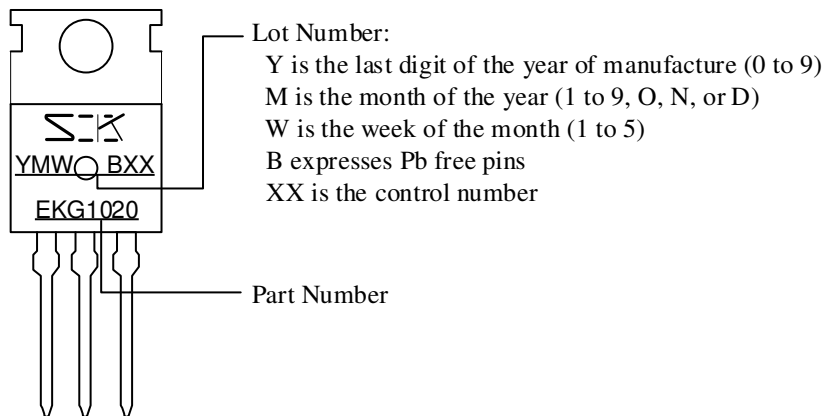 Lot Number:
Y is the last digit of the year of manufacture (0 to 9)
M is the month of the year (1 to 9, O, N, or D)
W is the week of the month (1 to 5)
B expresses Pb free pins
XX is the control number
SK
YMW BXX
EKG1020
Part Number